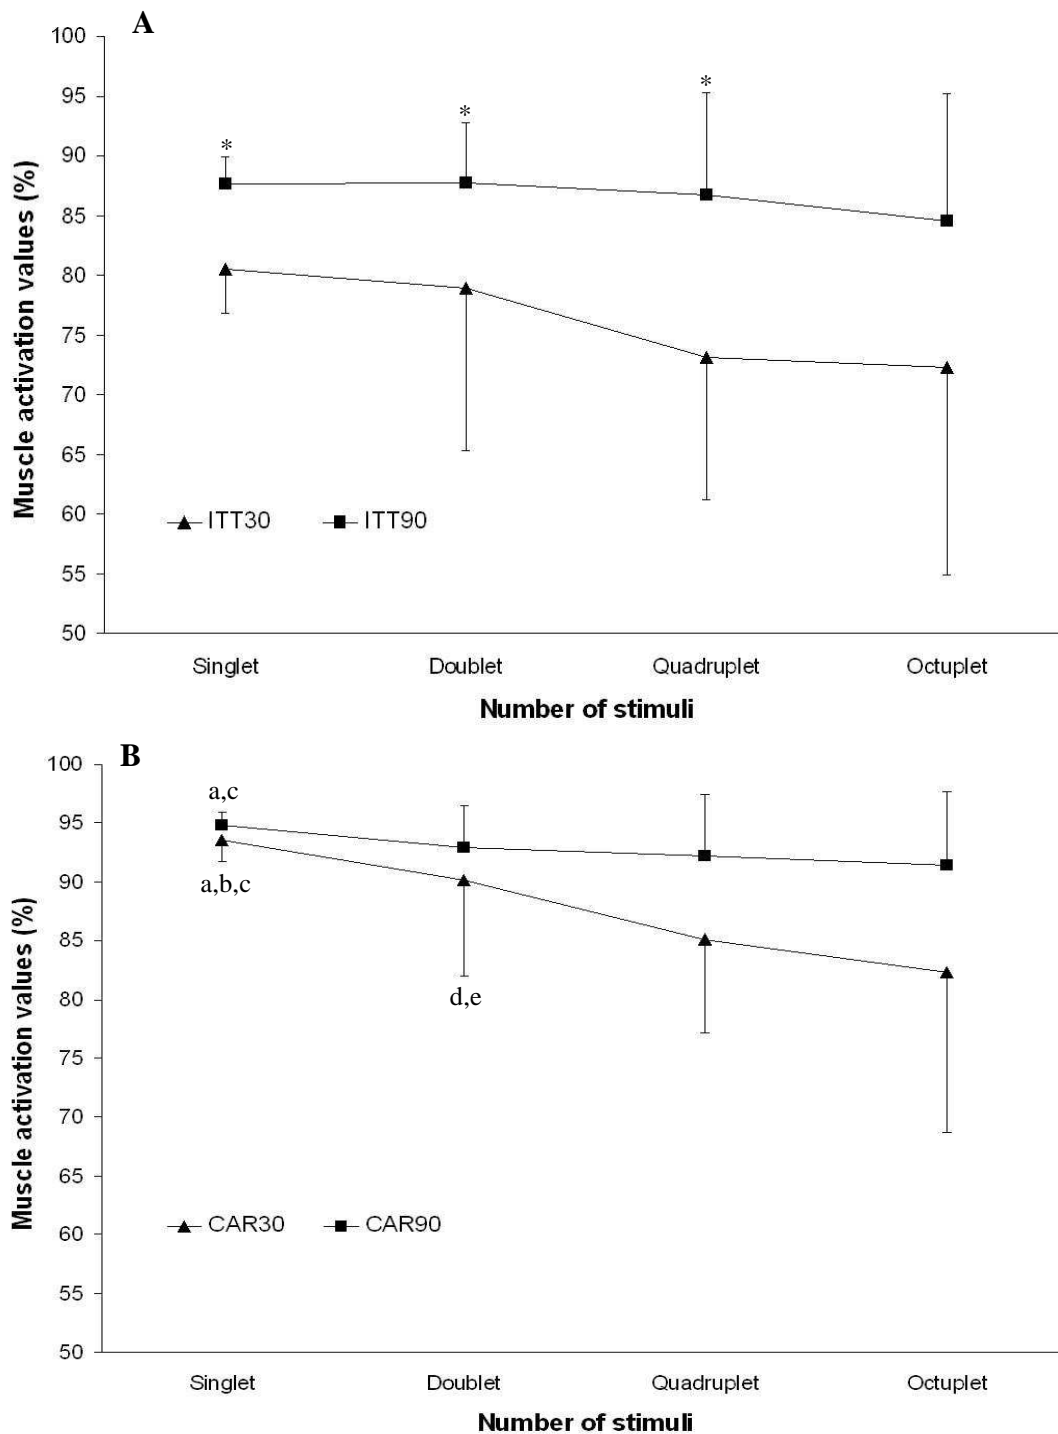 A
100
95
90
85
80
75
70
65
60
55
50
Muscle activation values (%)
*
*
*
ITT30
ITT90
Singlet
Doublet
Quadruplet
Octuplet
Number of stimuli
B
100
95
90
85
80
75
70
65
60
55
50
Muscle activation values (%)
a,c
a,b,c
d,e
CAR30
CAR90
Singlet
Doublet
Quadruplet
Octuplet
Number of stimuli